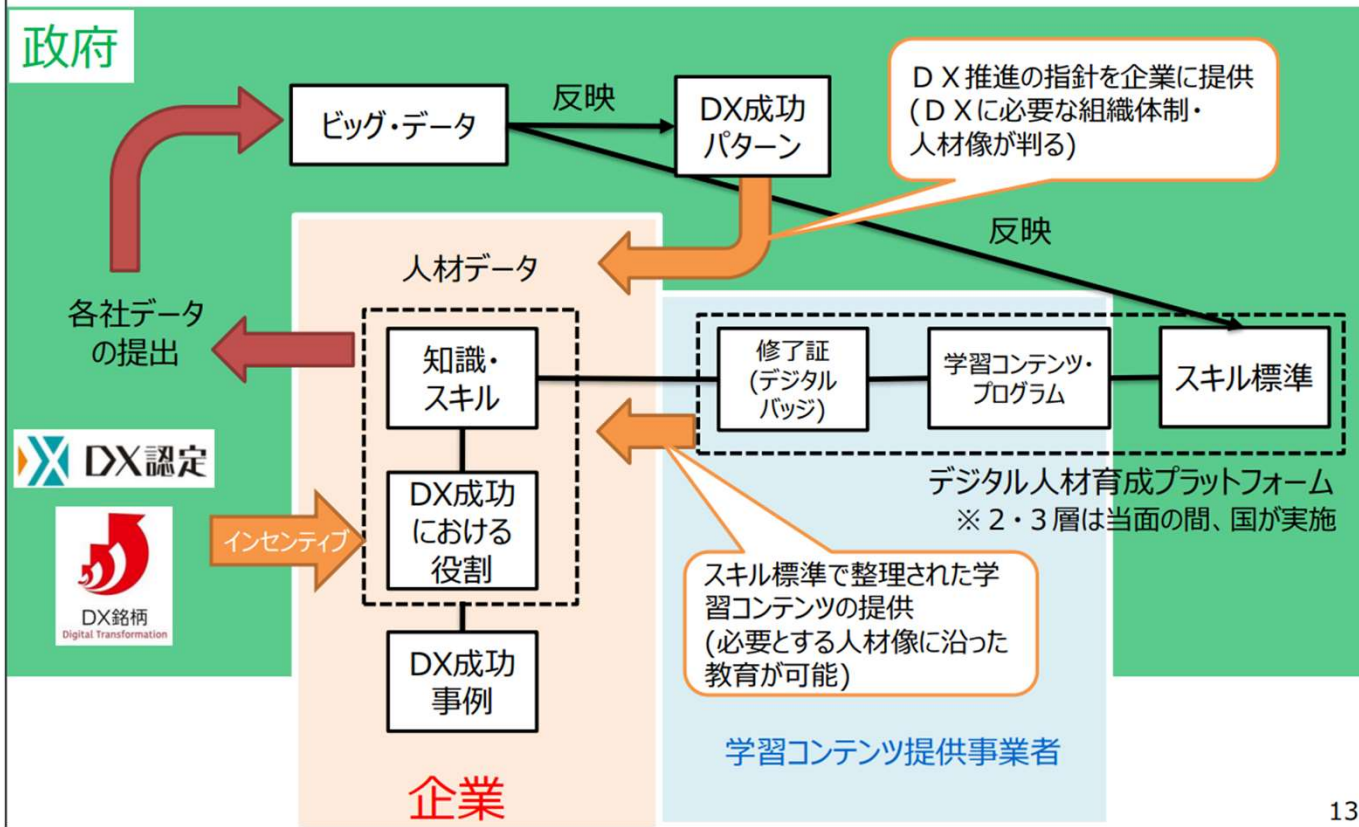 政府
ビッグ・データ
反映
DX成功
パターン
ＤＸ推進の指針を企業に提供
(ＤＸに必要な組織体制・
人材像が判る)
反映
人材データ
各社データ
の提出
知識・
スキル
修了証
(デジタル
バッジ)
学習コンテンツ・
プログラム
スキル標準
DX認定
デジタル人材育成プラットフォーム
※２・３層は当面の間、国が実施
インセンティブ
DX成功
における
役割
DX銘柄
Digital Transformation
スキル標準で整理された学
習コンテンツの提供
(必要とする人材像に沿った
教育が可能)
DX成功
事例
学習コンテンツ提供事業者
企業
13